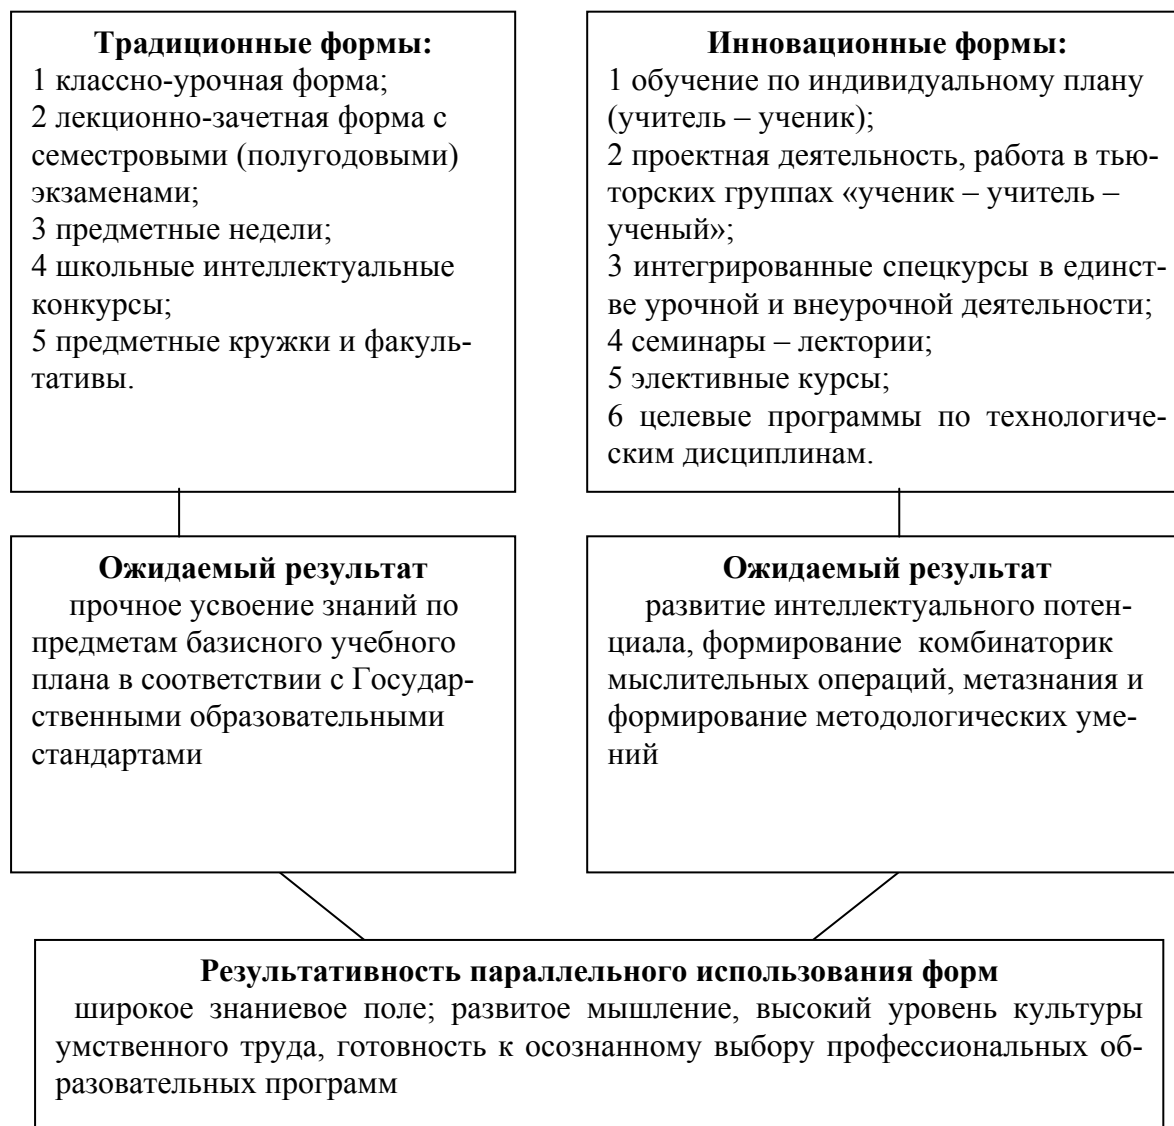 Традиционные формы:
1 классно-урочная форма;
2 лекционно-зачетная форма с
семестровыми (полугодовыми)
экзаменами;
3 предметные недели;
4 школьные интеллектуальные
конкурсы;
5 предметные кружки и факуль-
тативы.
Инновационные формы:
1 обучение по индивидуальному плану
(учитель – ученик);
2 проектная деятельность, работа в тью-
торских группах «ученик – учитель –
ученый»;
3 интегрированные спецкурсы в единст-
ве урочной и внеурочной деятельности;
4 семинары – лектории;
5 элективные курсы;
6 целевые программы по технологиче-
ским дисциплинам.
Ожидаемый результат
прочное усвоение знаний по
предметам базисного учебного
плана в соответствии с Государ-
ственными образовательными
стандартами
Ожидаемый результат
развитие интеллектуального потен-
циала, формирование комбинаторик
мыслительных операций, метазнания и
формирование методологических уме-
ний
Результативность параллельного использования форм
широкое знаниевое поле; развитое мышление, высокий уровень культуры
умственного труда, готовность к осознанному выбору профессиональных об-
разовательных программ